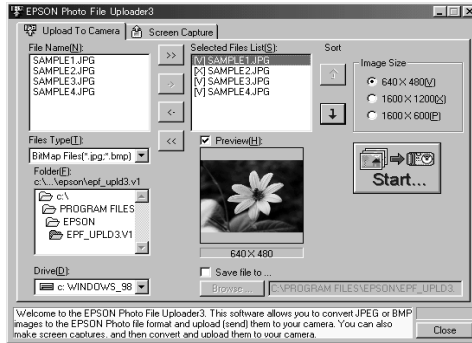 EPSON Photo File Uploader3
Upload To Camera
Screen Capture
File Name(N):
SAMPLE1.JPG
SAMPLE2.JPG
SAMPLE3.JPG
SAMPLE4.JPG
>>
>
<-
<<
Selected Files List(S):
[V] SAMPLE1.JPG
[X] SAMPLE2.JPG
[V] SAMPLE3.JPG
[V] SAMPLE4.JPG
Sort
Image Size
640×480(V)
1600×1200(X)
1600×600(P)
Start...
Files Type(T):
BitMap Files(*.jpg;*.bmp)
Folder(F):
c:\...\epson\epf_upld3.v1
c:\
PROGRAM FILES
EPSON
EPF_UPLD3.V1
Preview(H):
640×480
Drive(D):
c: WINDOWS_98
Save file to ...
Browse...
C:\PROGRAM FILES\EPSON\EPF_UPLD3.
Welcome to the EPSON Photo File Uploader3. This software allows you to convert JPEG or BMP
images to the EPSON Photo file format and upload (send) them to your camera. You can also
make screen captures, and then convert and upload them to your camera.
Close